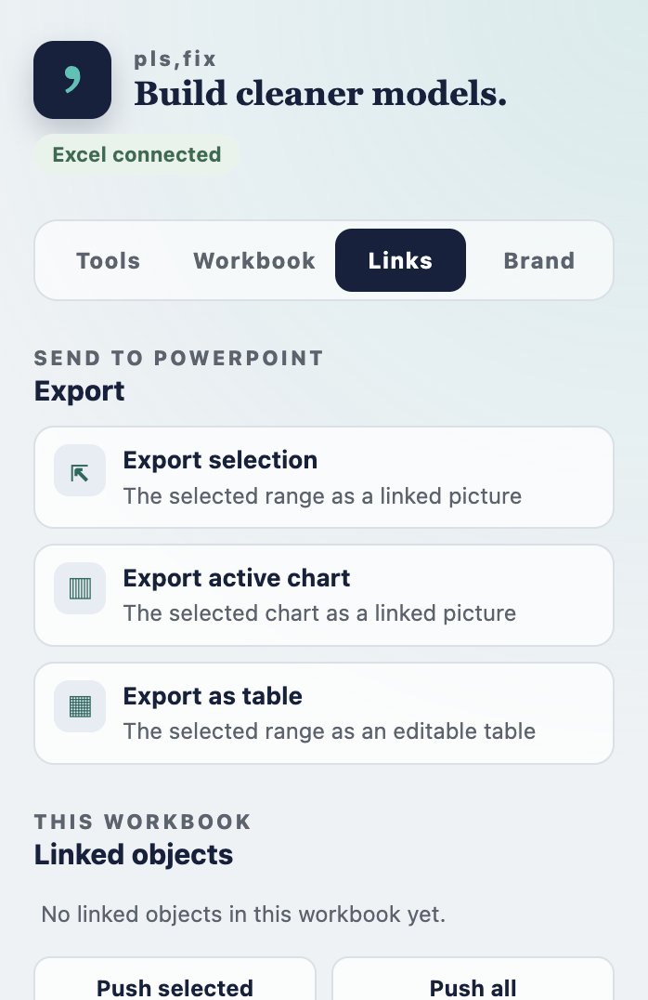 pls,fix
Build cleaner models.
Excel connected
Tools Workbook Links Brand
SEND TO POWERPOINT
Export
Export selection
The selected range as a linked picture
Export active chart
The selected chart as a linked picture
Export as table
The selected range as an editable table
THIS WORKBOOK
Linked objects
No linked objects in this workbook yet.
Push selected Push all